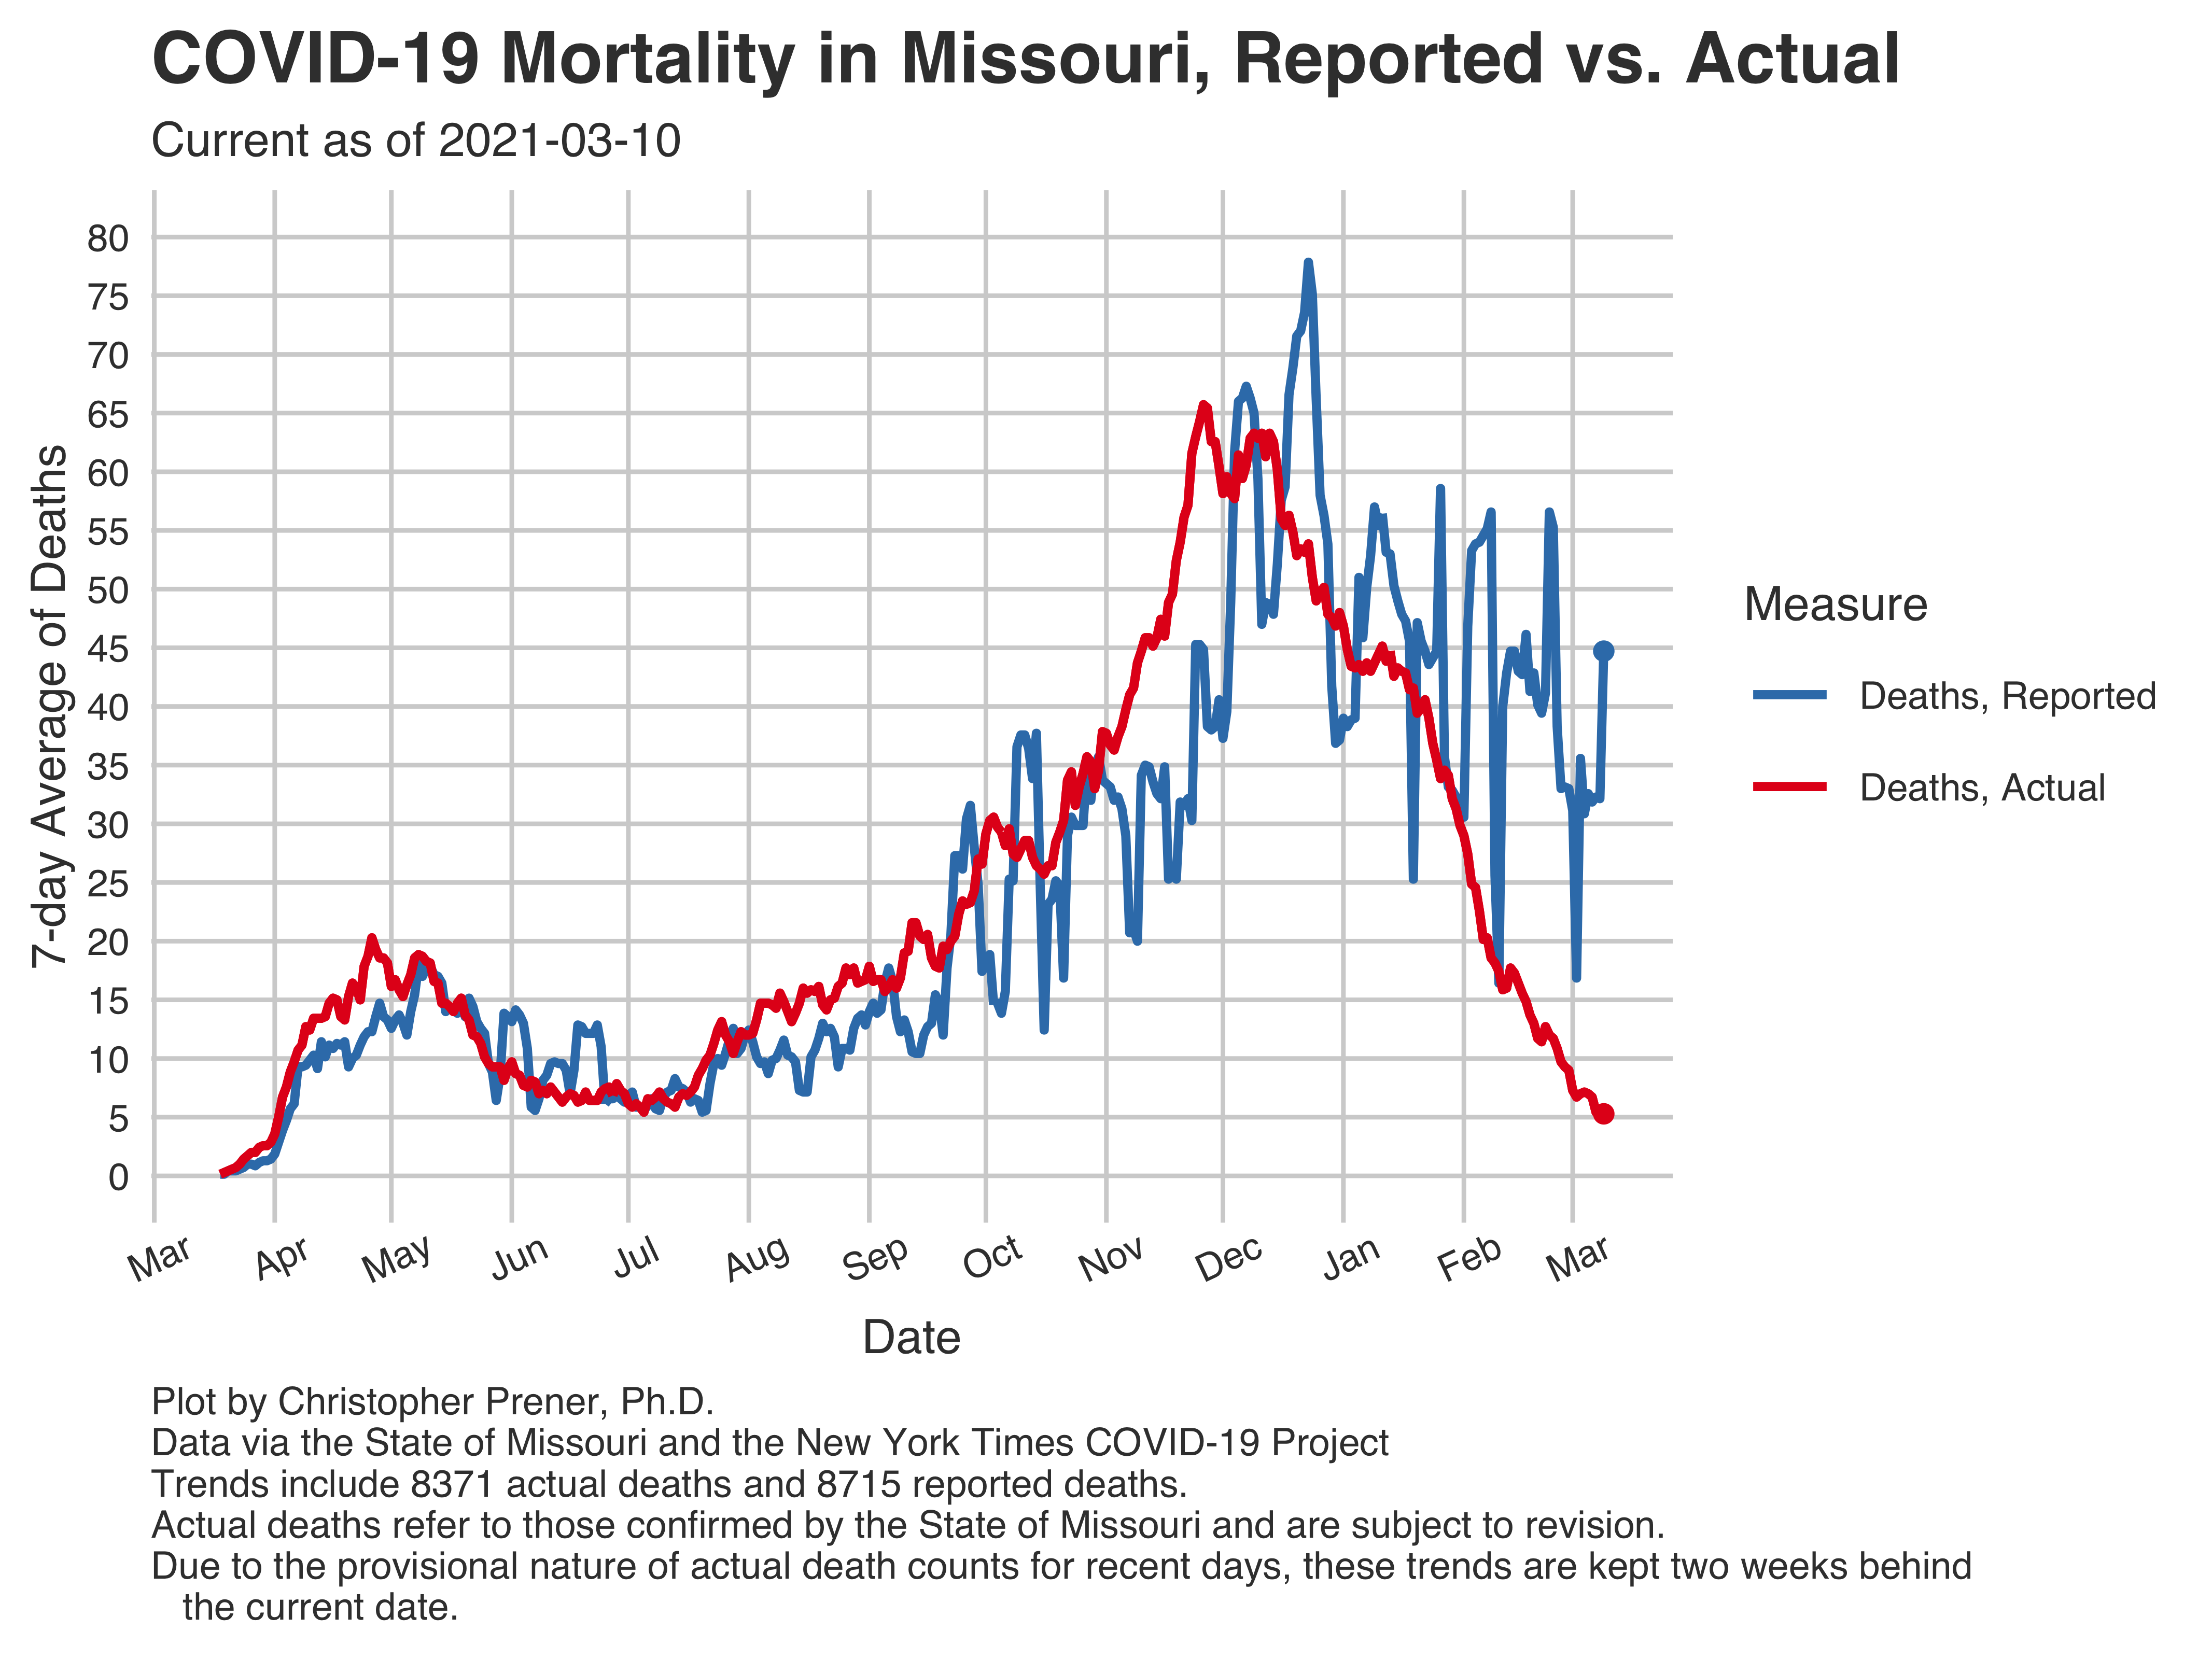 COVID-19 Mortality in Missouri, Reported vs. Actual
Current as of 2021-03-10
80
75
70
65
60
55
50
45
40
35
30
25
20
15
10
5
0
7-day Average of Deaths
Mar
Apr
May
Jun
Jul
Aug
Sep
Oct
Nov
Dec
Jan
Feb
Mar
Date
Measure
Deaths, Reported
Deaths, Actual
Plot by Christopher Prener, Ph.D.
Data via the State of Missouri and the New York Times COVID-19 Project
Trends include 8371 actual deaths and 8715 reported deaths.
Actual deaths refer to those confirmed by the State of Missouri and are subject to revision.
Due to the provisional nature of actual death counts for recent days, these trends are kept two weeks behind
the current date.